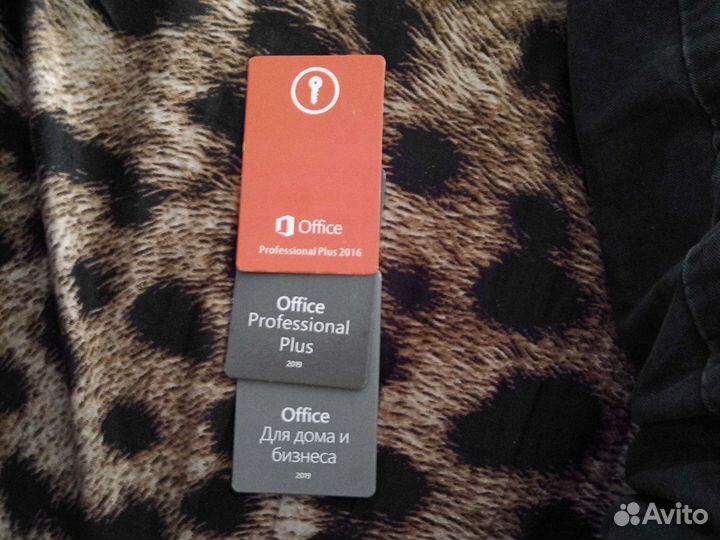 Office
Professional Plus 2016
Office
Professional
Plus
2019
Office
Для дома и
бизнеса
2019
Avito